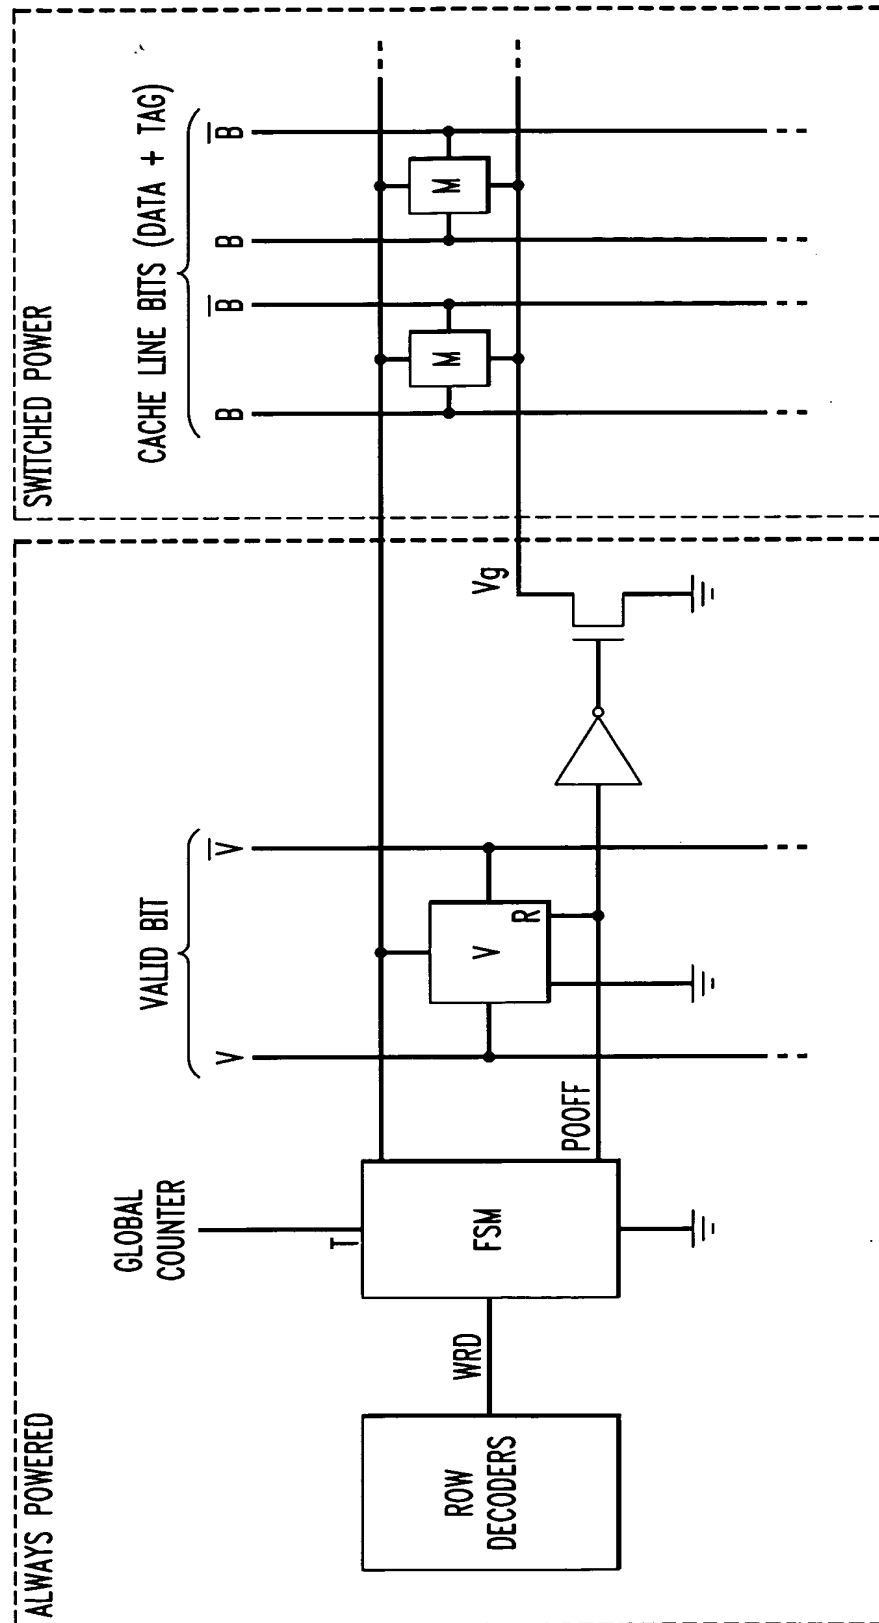 ALWAYS POWERED
SWITCHED POWER
GLOBAL
COUNTER
VALID BIT
CACHE LINE BITS (DATA + TAG)
V
V̅
B
B̅
B
B̅
T
ROW
DECODERS
WRD
FSM
V
R
M
M
POOFF
Vg